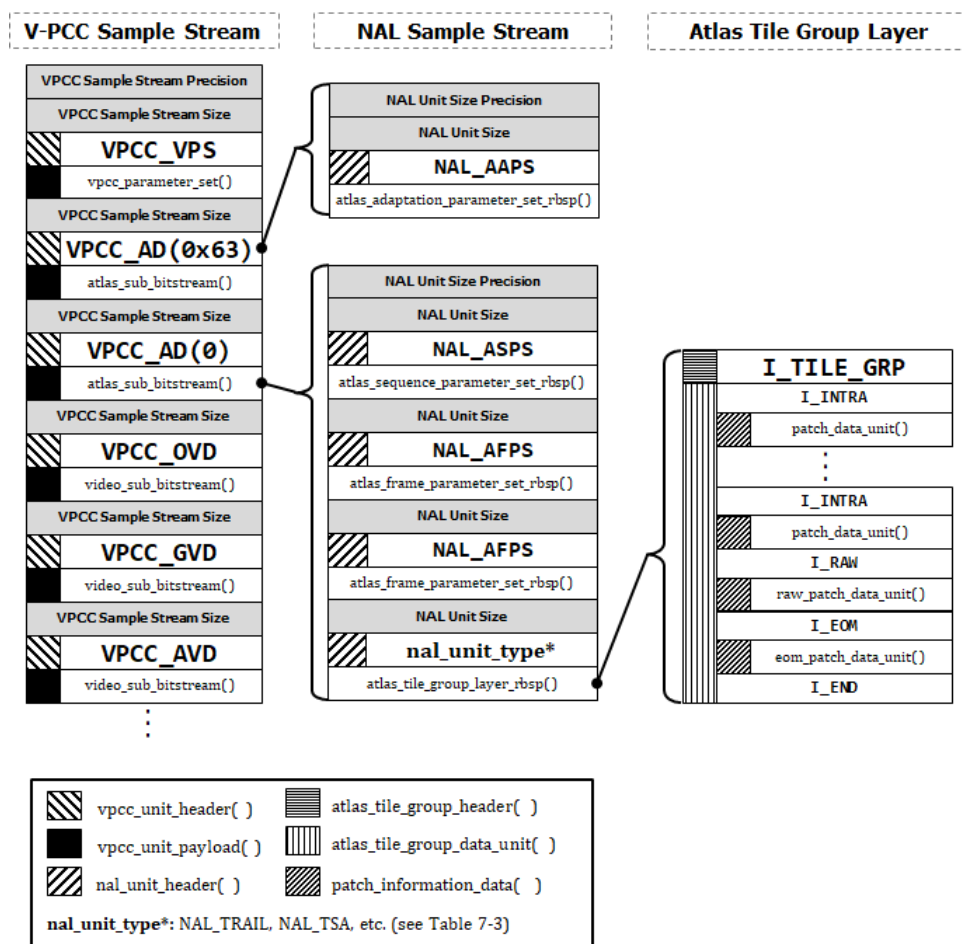 V-PCC Sample Stream
NAL Sample Stream
Atlas Tile Group Layer
VPCC Sample Stream Precision
VPCC Sample Stream Size
VPCC_VPS
vpcc_parameter_set()
VPCC Sample Stream Size
VPCC_AD(0x63)
atlas_sub_bitstream()
VPCC Sample Stream Size
VPCC_AD(0)
atlas_sub_bitstream()
VPCC Sample Stream Size
VPCC_OVD
video_sub_bitstream()
VPCC Sample Stream Size
VPCC_GVD
video_sub_bitstream()
VPCC Sample Stream Size
VPCC_AVD
video_sub_bitstream()
NAL Unit Size Precision
NAL Unit Size
NAL_AAPS
atlas_adaptation_parameter_set_rbsp()
NAL Unit Size Precision
NAL Unit Size
NAL_ASPS
atlas_sequence_parameter_set_rbsp()
NAL Unit Size
NAL_AFPS
atlas_frame_parameter_set_rbsp()
NAL Unit Size
NAL_AFPS
atlas_frame_parameter_set_rbsp()
NAL Unit Size
nal_unit_type*
atlas_tile_group_layer_rbsp()
I_TILE_GRP
I_INTRA
patch_data_unit()
I_INTRA
patch_data_unit()
I_RAW
raw_patch_data_unit()
I_EOM
eom_patch_data_unit()
I_END
vpcc_unit_header( )
atlas_tile_group_header( )
vpcc_unit_payload( )
atlas_tile_group_data_unit( )
nal_unit_header( )
patch_information_data( )
nal_unit_type*: NAL_TRAIL, NAL_TSA, etc. (see Table 7-3)